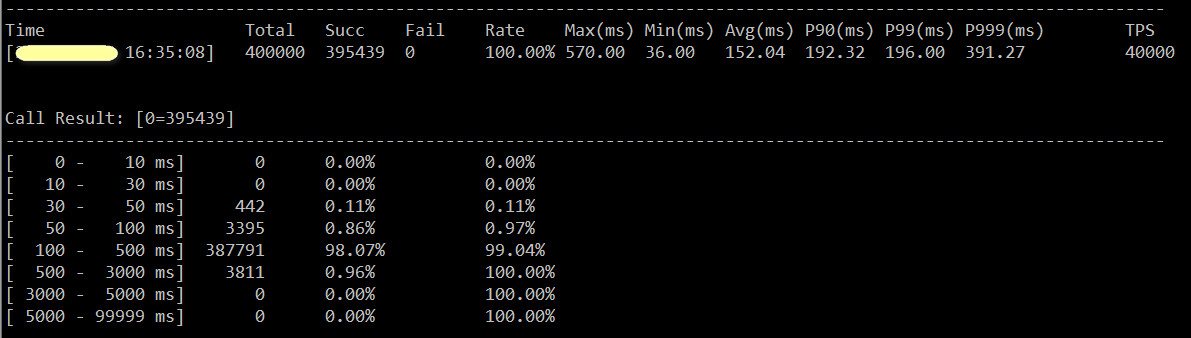 --------------------------------------------------------------------------------------------------------------------
Time Total Succ Fail Rate Max(ms) Min(ms) Avg(ms) P90(ms) P99(ms) P999(ms) TPS
[ 16:35:08] 400000 395439 0 100.00% 570.00 36.00 152.04 192.32 196.00 391.27 40000
Call Result: [0=395439]
--------------------------------------------------------------------------------------------------------------------
[ 0 - 10 ms] 0 0.00% 0.00%
[ 10 - 30 ms] 0 0.00% 0.00%
[ 30 - 50 ms] 442 0.11% 0.11%
[ 50 - 100 ms] 3395 0.86% 0.97%
[ 100 - 500 ms] 387791 98.07% 99.04%
[ 500 - 3000 ms] 3811 0.96% 100.00%
[ 3000 - 5000 ms] 0 0.00% 100.00%
[ 5000 - 99999 ms] 0 0.00% 100.00%